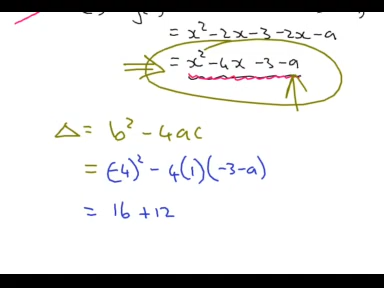 = x² - 2x - 3 - 2x - a
= x² - 4x - 3 - a
Δ = b² - 4ac
= (-4)² - 4(1)(-3-a)
= 16 + 12